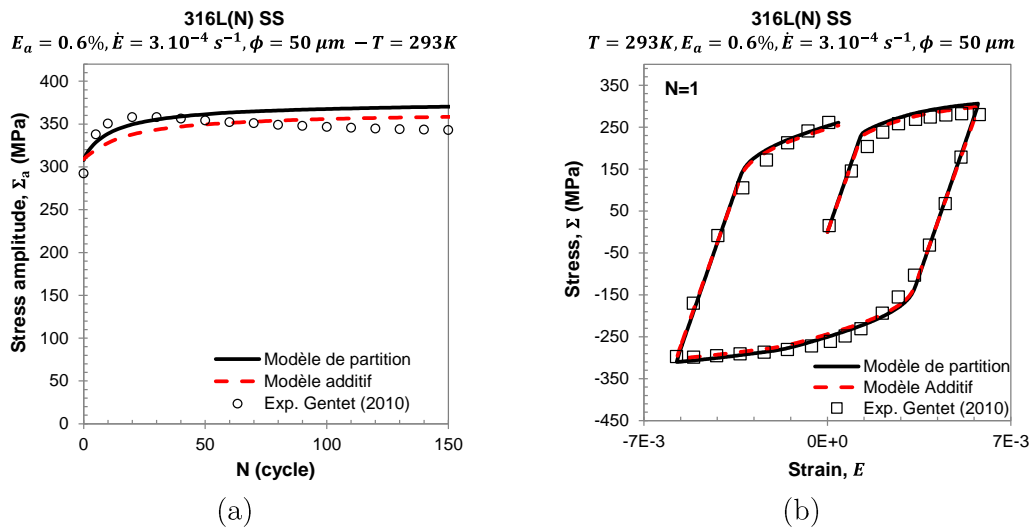 316L(N) SS
E_a = 0.6%, Ė = 3.10⁻⁴ s⁻¹, ϕ = 50 μm − T = 293K
Stress amplitude, Σa (MPa)
450
400
350
300
250
200
150
100
50
0
0
50
100
150
N (cycle)
Modèle de partition
Modèle additif
Exp. Gentet (2010)
(a)
316L(N) SS
T = 293K, E_a = 0.6%, Ė = 3.10⁻⁴ s⁻¹, ϕ = 50 μm
N=1
Stress, Σ (MPa)
350
250
150
50
-50
-150
-250
-350
-450
-7E-3
0E+0
7E-3
Strain, E
Modèle de partition
Modèle Additif
Exp. Gentet (2010)
(b)